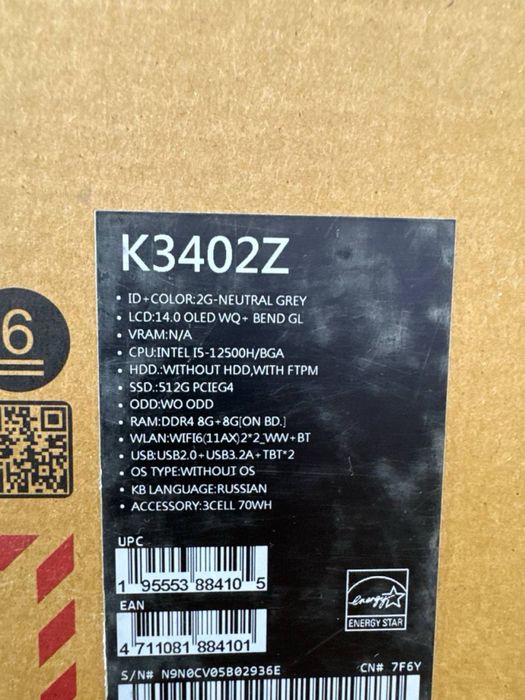 K3402Z
6
• ID+COLOR:2G-NEUTRAL GREY
• LCD:14.0 OLED WQ+ BEND GL
• VRAM:N/A
• CPU:INTEL I5-12500H/BGA
• HDD.:WITHOUT HDD,WITH FTPM
• SSD.:512G PCIEG4
• ODD:WO ODD
• RAM:DDR4 8G+8G[ON BD.]
• WLAN:WIFI6(11AX)2*2_WW+BT
• USB:USB2.0+USB3.2A+TBT*2
• OS TYPE:WITHOUT OS
• KB LANGUAGE:RUSSIAN
• ACCESSORY:3CELL 70WH
UPC
1 95553 88410 5
EAN
4 711081 884101
energy
ENERGY STAR
S/N# N9N0CV05B02936E CN# 7F6Y